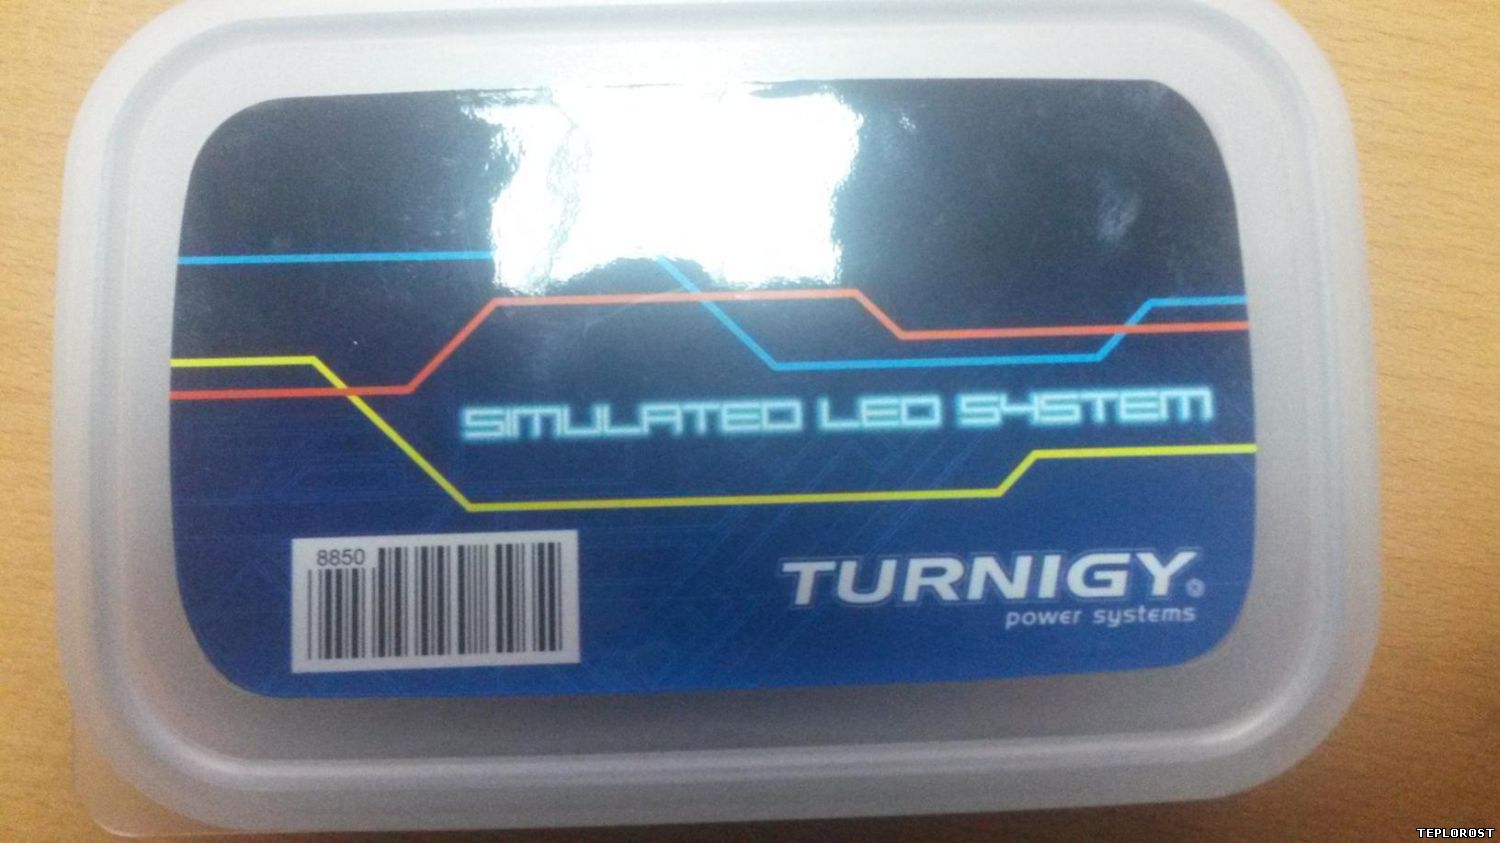 SIMULATED LED SYSTEM
8850
TURNIGY®
power systems
TEPLOROST